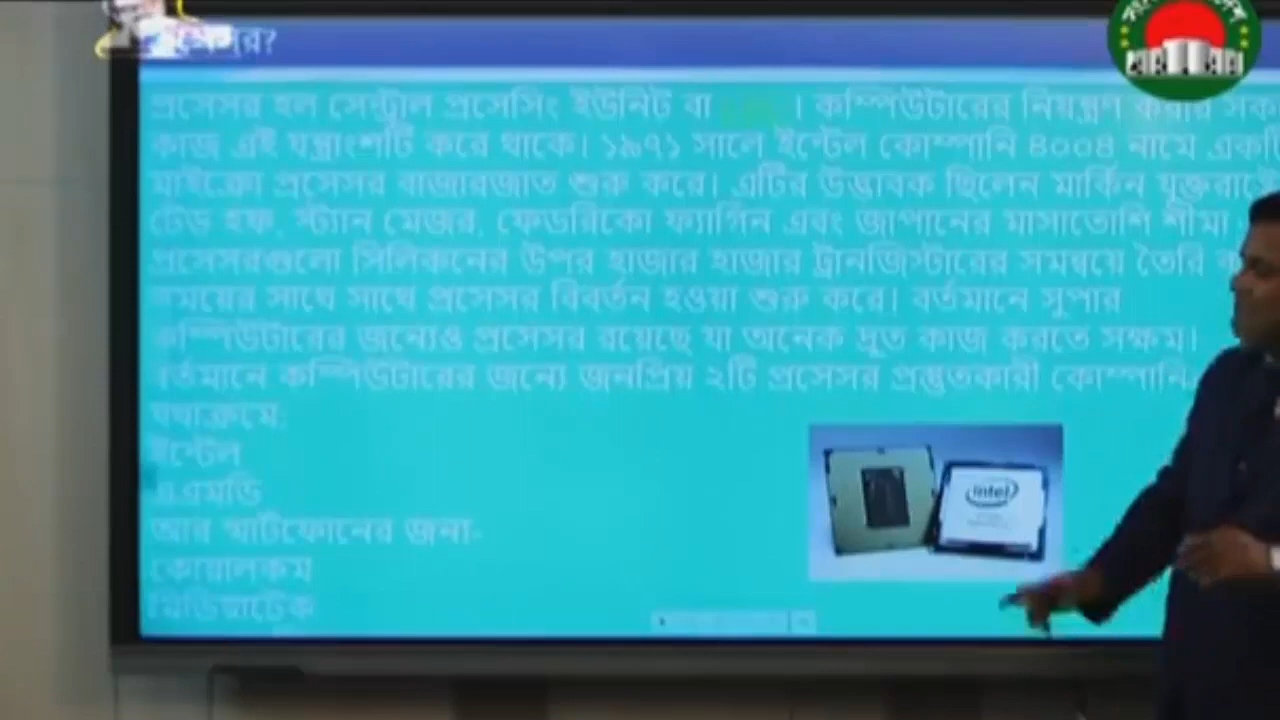 প্রসেসর হল সেন্ট্রাল প্রসেসিং ইউনিট বা । কম্পিউটারের নিয়ন্ত্রণ করার
কাজ এই যন্ত্রাংশটি করে থাকে। ১৯৭১ সালে ইন্টেল কোম্পানি ৪০০৪ নামে একটি
মাইক্রো প্রসেসর বাজারজাত শুরু করে। এটির উদ্ভাবক ছিলেন মার্কিন যুক্তরাষ্ট্রে
টেড হফ, স্ট্যান মেজর, ফেডরিকো ফ্যাগিন এবং জাপানের মাসাতোশি শীমা
প্রসেসরগুলো সিলিকনের উপর হাজার হাজার ট্রানজিস্টারের সমন্বয়ে তৈরি
সময়ের সাথে সাথে প্রসেসর বিবর্তন হওয়া শুরু করে। বর্তমানে সুপার
কম্পিউটারের জন্যেও প্রসেসর রয়েছে যা অনেক দ্রুত কাজ করতে সক্ষম।
বর্তমানে কম্পিউটারের জন্যে জনপ্রিয় ২টি প্রসেসর প্রস্তুতকারী কোম্পানি
যথাক্রমে:
ইন্টেল
এএমডি
আর স্মার্টফোনের জন্য-
কোয়ালকম
মিডিয়াটেক
intel